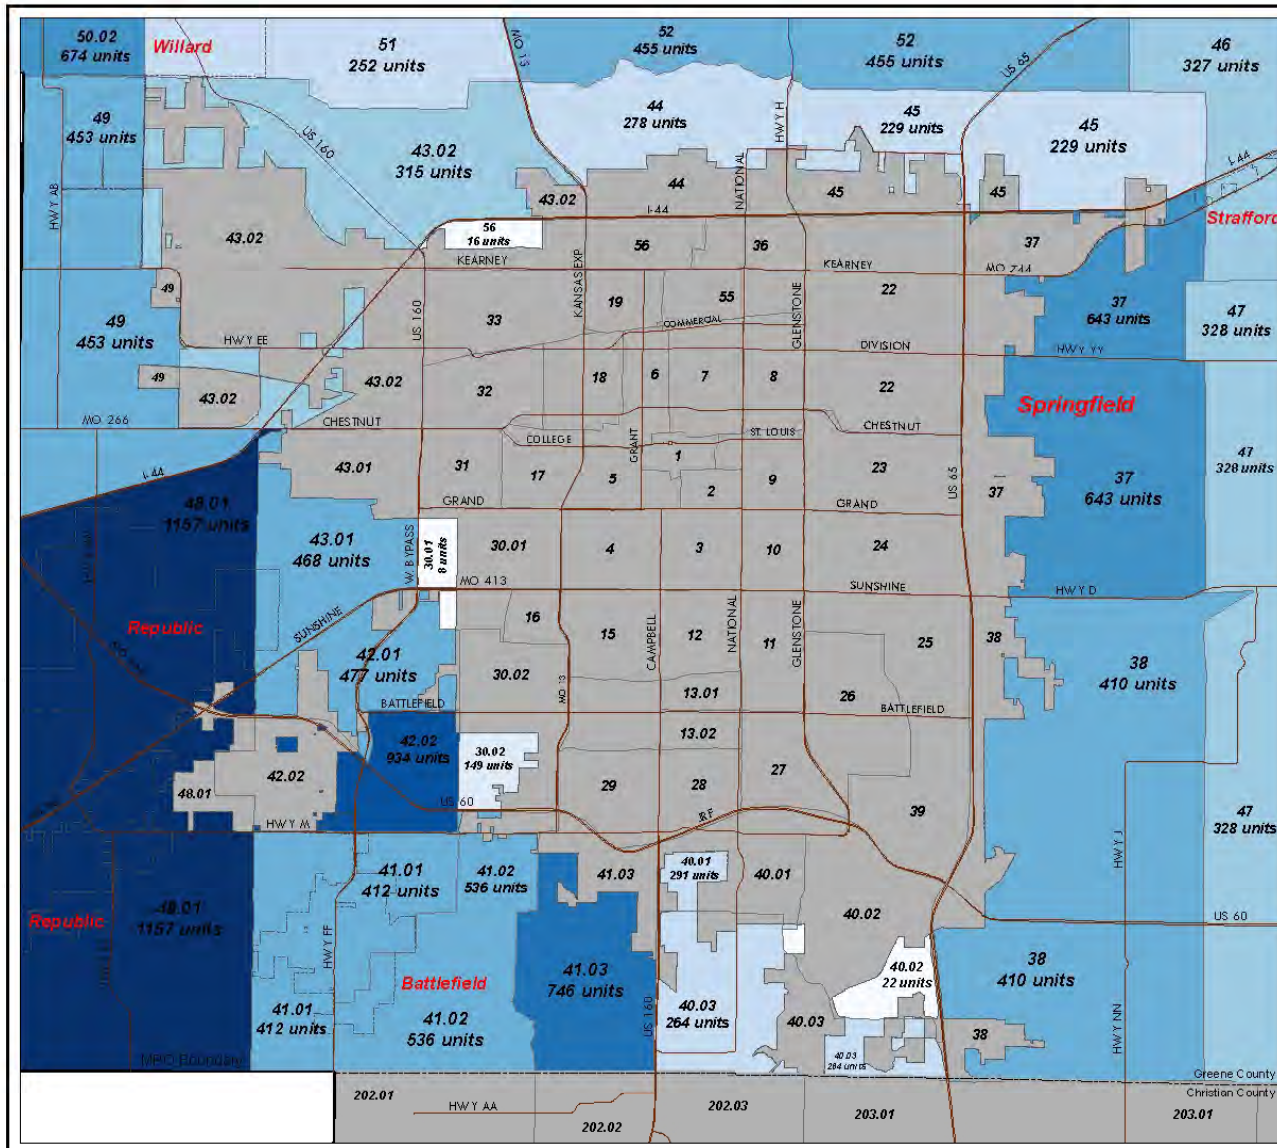 50.02
674 units
Willard
51
252 units
MO 13
52
455 units
52
455 units
US 65
46
327 units
49
453 units
HWY AB
US 160
43.02
315 units
44
278 units
HWY H
45
229 units
45
229 units
I-44
43.02
44
NATIONAL
45
45
Strafford
43.02
56
16 units
KEARNEY
I-44
56
36
KEARNEY
37
MO 744
49
453 units
49
HWY EE
US 160
33
KANSAS EXP
19
55
COMMERCIAL
GLENSTONE
22
DIVISION
37
643 units
HWY YY
47
328 units
49
43.02
43.02
32
18
6
7
8
22
Springfield
MO 266
CHESTNUT
COLLEGE
GRANT
ST. LOUIS
CHESTNUT
I-44
43.01
31
17
5
1
2
9
23
US 65
37
37
643 units
47
328 units
48.01
1157 units
GRAND
GRAND
43.01
468 units
W. BYPASS
30.01
8 units
30.01
4
3
10
24
MO 413
SUNSHINE
HWY D
Republic
SUNSHINE
42.01
477 units
16
15
CAMPBELL
12
NATIONAL
11
GLENSTONE
25
38
38
410 units
30.02
MO 13
13.01
26
BATTLEFIELD
BATTLEFIELD
42.02
934 units
30.02
149 units
13.02
42.02
48.01
29
28
27
39
US 60
JRF
HWY M
47
328 units
HWY J
41.01
412 units
41.02
536 units
41.03
40.01
291 units
40.01
Republic
48.01
1157 units
HWY FF
40.02
US 60
41.03
746 units
40.02
22 units
38
410 units
Battlefield
41.01
412 units
41.02
536 units
US 160
40.03
264 units
40.03
38
HWY NN
40.03
264 units
MPO Boundary
Greene County
Christian County
202.01
HWY AA
202.02
202.03
203.01
203.01